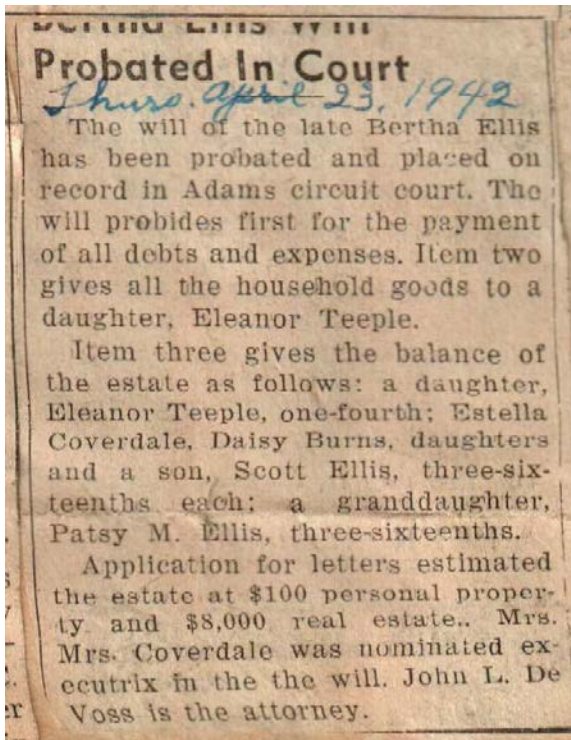 Bertha Ellis Will
Probated In Court
Thurs. April 23, 1942
The will of the late Bertha Ellis
has been probated and placed on
record in Adams circuit court. The
will probides first for the payment
of all debts and expenses. Item two
gives all the household goods to a
daughter, Eleanor Teeple.
Item three gives the balance of
the estate as follows: a daughter,
Eleanor Teeple, one-fourth; Estella
Coverdale, Daisy Burns, daughters
and a son, Scott Ellis, three-six-
teenths each; a granddaughter,
Patsy M. Ellis, three-sixteenths.
Application for letters estimated
the estate at $100 personal proper-
ty and $8,000 real estate.. Mrs.
Mrs. Coverdale was nominated ex-
ecutrix in the the will. John L. De
Voss is the attorney.